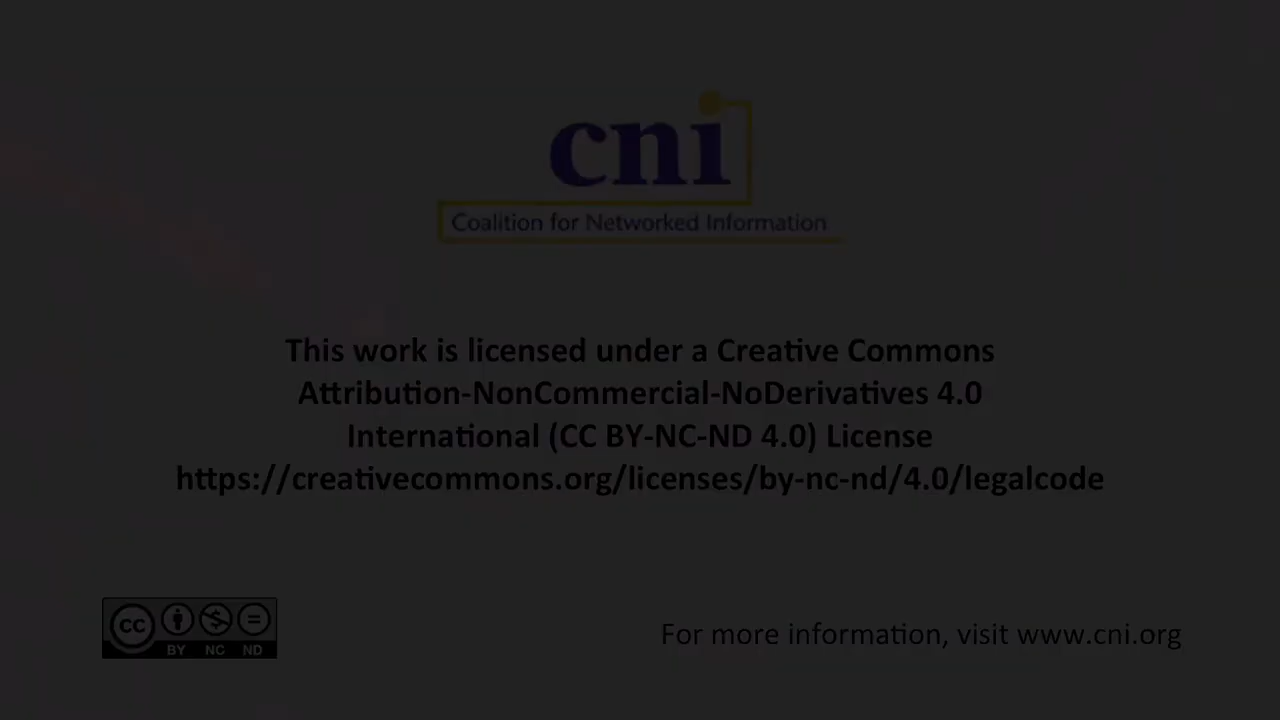 cni
Coalition for Networked Information
This work is licensed under a Creative Commons
Attribution-NonCommercial-NoDerivatives 4.0
International (CC BY-NC-ND 4.0) License
https://creativecommons.org/licenses/by-nc-nd/4.0/legalcode
cc $ =
BY NC ND
For more information, visit www.cni.org